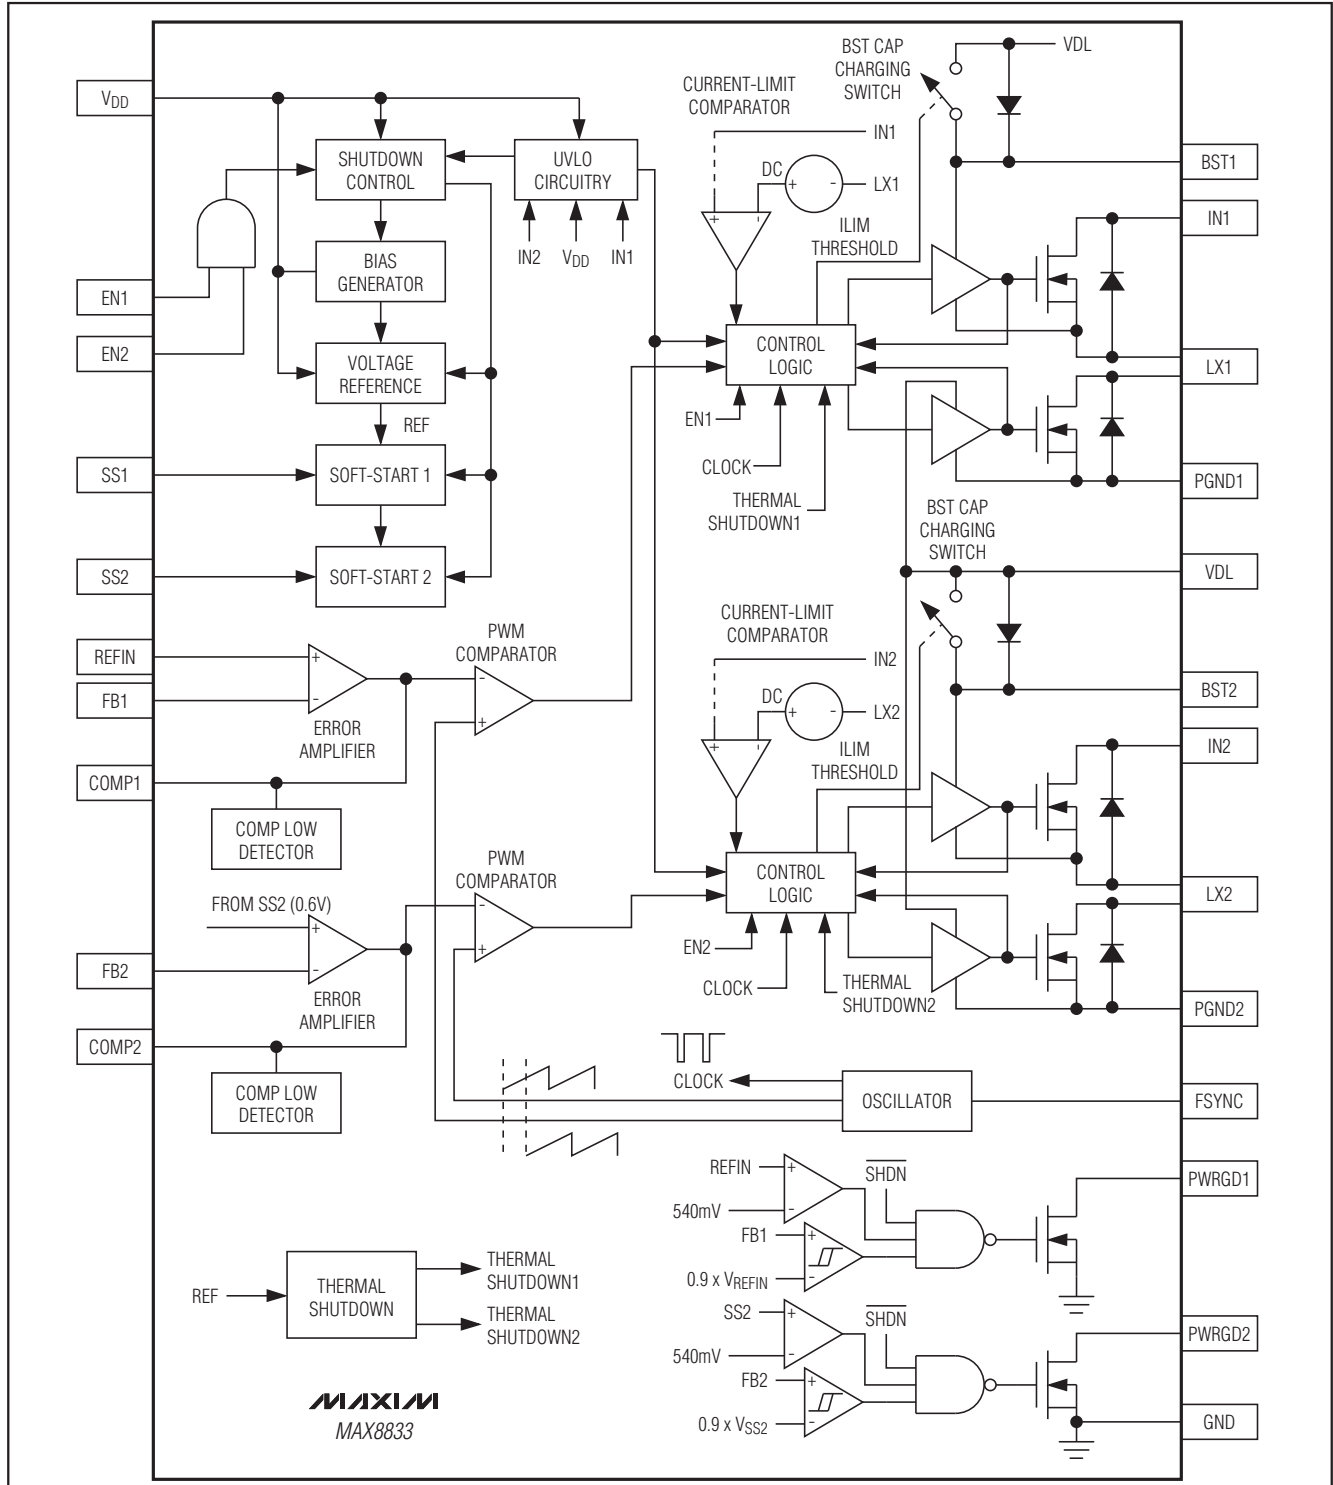 VDL
BST CAP
CHARGING
SWITCH
CURRENT-LIMIT
COMPARATOR
VDD
IN1
SHUTDOWN
CONTROL
UVLO
CIRCUITRY
DC
+
-
LX1
BST1
+
-
ILIM
THRESHOLD
IN1
IN2
VDD
IN1
BIAS
GENERATOR
EN1
EN2
VOLTAGE
REFERENCE
CONTROL
LOGIC
LX1
REF
EN1
SS1
SOFT-START 1
CLOCK
THERMAL
SHUTDOWN1
PGND1
BST CAP
CHARGING
SWITCH
SS2
SOFT-START 2
VDL
CURRENT-LIMIT
COMPARATOR
PWM
COMPARATOR
REFIN
+
-
FB1
-
+
ERROR
AMPLIFIER
IN2
DC
+
-
LX2
BST2
+
-
ILIM
THRESHOLD
IN2
COMP1
COMP LOW
DETECTOR
PWM
COMPARATOR
CONTROL
LOGIC
LX2
FROM SS2 (0.6V)
+
-
-
+
FB2
ERROR
AMPLIFIER
EN2
CLOCK
THERMAL
SHUTDOWN2
PGND2
COMP2
COMP LOW
DETECTOR
CLOCK
OSCILLATOR
FSYNC
REFIN
+
-
540mV
SHDN
PWRGD1
FB1
+
-
0.9 x VREFIN
REF
THERMAL
SHUTDOWN
THERMAL
SHUTDOWN1
THERMAL
SHUTDOWN2
SS2
+
-
540mV
SHDN
PWRGD2
FB2
+
-
0.9 x VSS2
GND
MAXIM
MAX8833